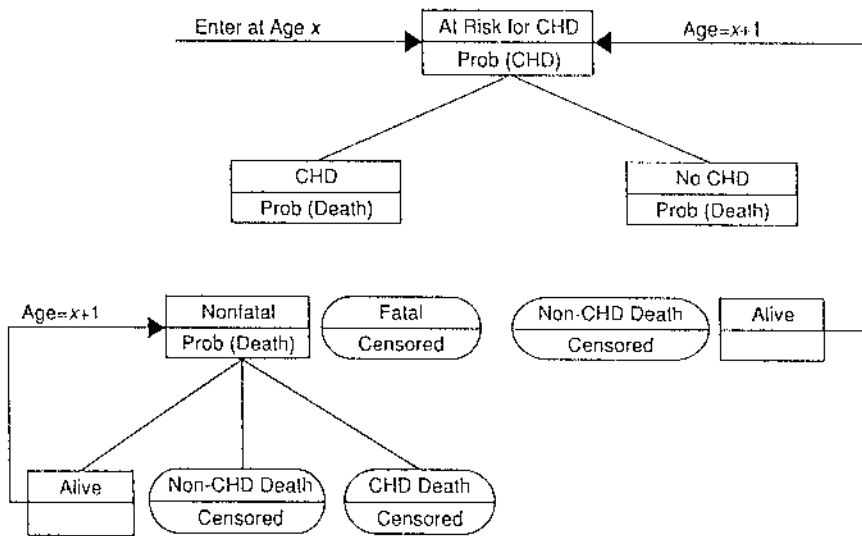 Enter at Age x
At Risk for CHD
Age=x+1
Prob (CHD)
CHD
No CHD
Prob (Death)
Prob (Death)
Age=x+1
Nonfatal
Fatal
Non-CHD Death
Alive
Prob (Death)
Censored
Censored
Alive
Non-CHD Death
CHD Death
Censored
Censored